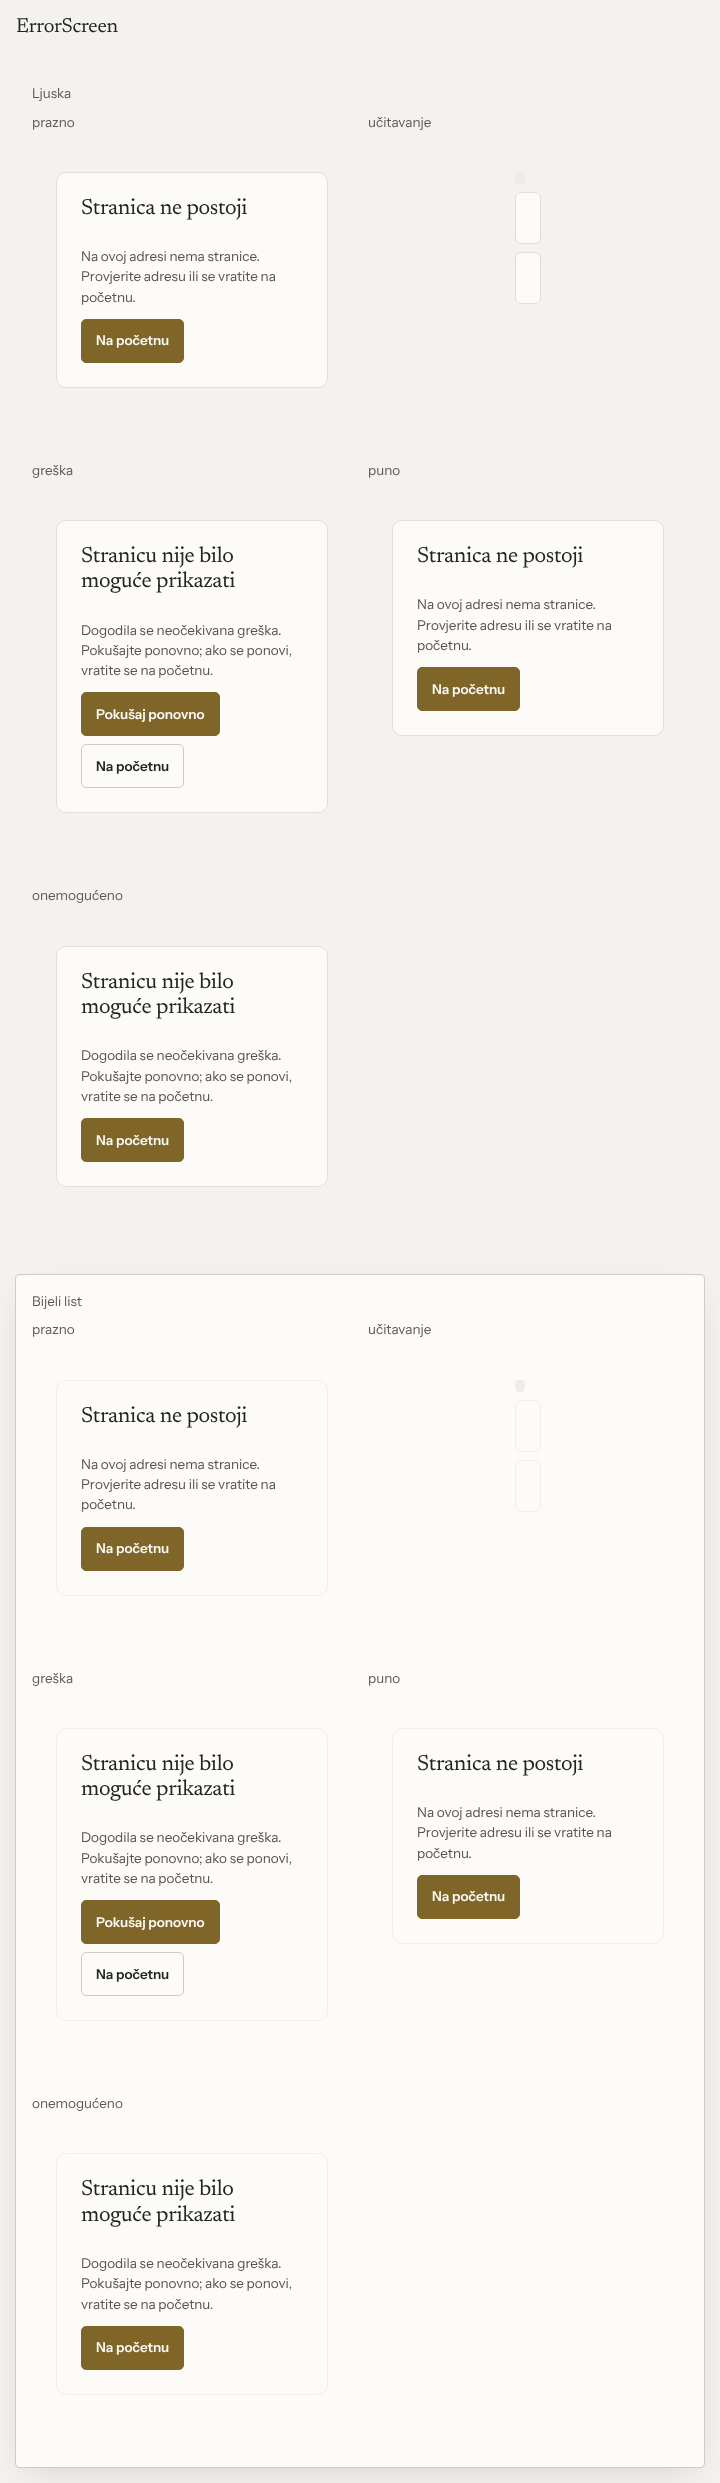 ErrorScreen
Ljuska
prazno
učitavanje
Stranica ne postoji
Na ovoj adresi nema stranice.
Provjerite adresu ili se vratite na
početnu.
Na početnu
greška
puno
Stranicu nije bilo
moguće prikazati
Dogodila se neočekivana greška.
Pokušajte ponovno; ako se ponovi,
vratite se na početnu.
Pokušaj ponovno
Na početnu
Stranica ne postoji
Na ovoj adresi nema stranice.
Provjerite adresu ili se vratite na
početnu.
Na početnu
onemogućeno
Stranicu nije bilo
moguće prikazati
Dogodila se neočekivana greška.
Pokušajte ponovno; ako se ponovi,
vratite se na početnu.
Na početnu
Bijeli list
prazno
učitavanje
Stranica ne postoji
Na ovoj adresi nema stranice.
Provjerite adresu ili se vratite na
početnu.
Na početnu
greška
puno
Stranicu nije bilo
moguće prikazati
Dogodila se neočekivana greška.
Pokušajte ponovno; ako se ponovi,
vratite se na početnu.
Pokušaj ponovno
Na početnu
Stranica ne postoji
Na ovoj adresi nema stranice.
Provjerite adresu ili se vratite na
početnu.
Na početnu
onemogućeno
Stranicu nije bilo
moguće prikazati
Dogodila se neočekivana greška.
Pokušajte ponovno; ako se ponovi,
vratite se na početnu.
Na početnu